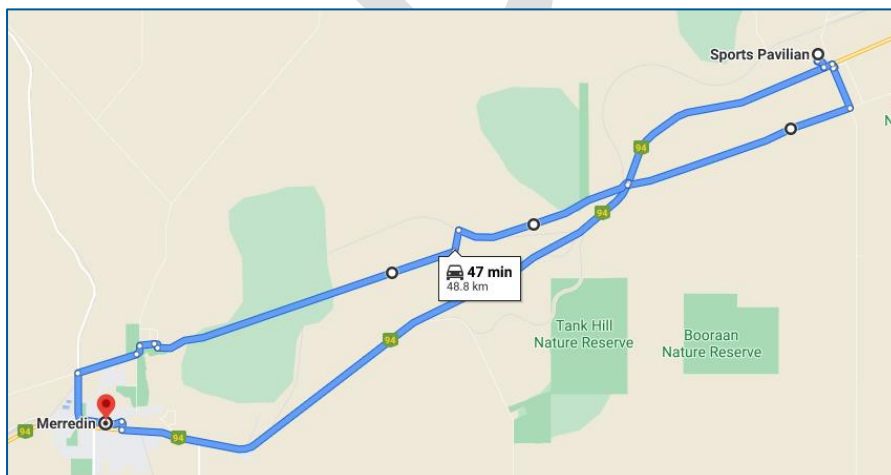 Sports Pavilian
N
94
94
47 min
48.8 km
94
Tank Hill
Nature Reserve
Booraan
Nature Reserve
Merredin
94
94